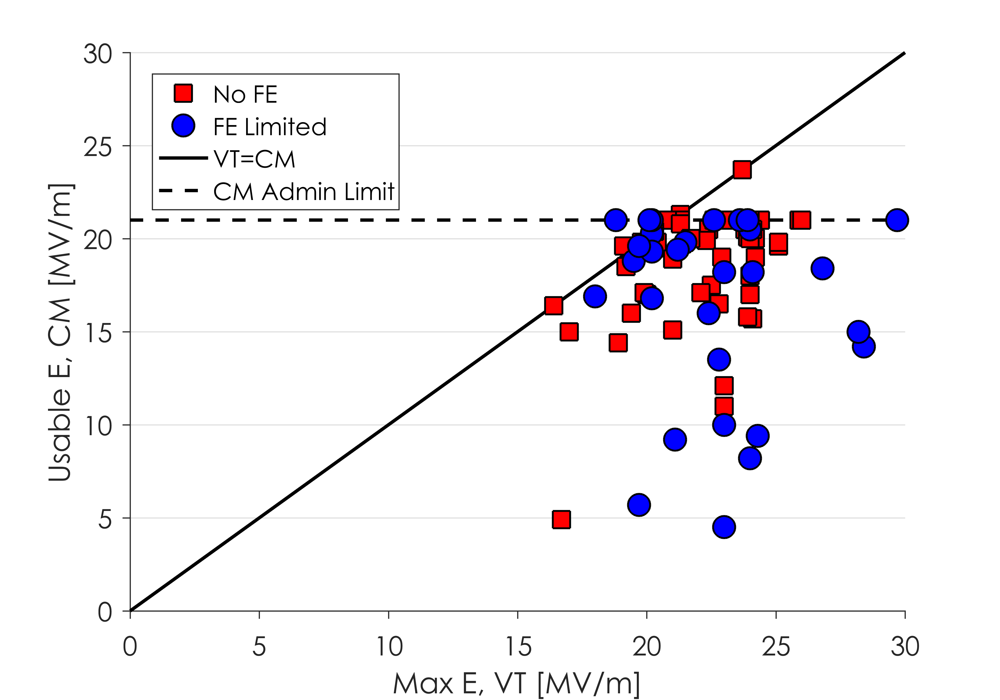 30
25
20
15
10
5
0
Usable E, CM [MV/m]
No FE
FE Limited
VT=CM
CM Admin Limit
0 5 10 15 20 25 30
Max E, VT [MV/m]